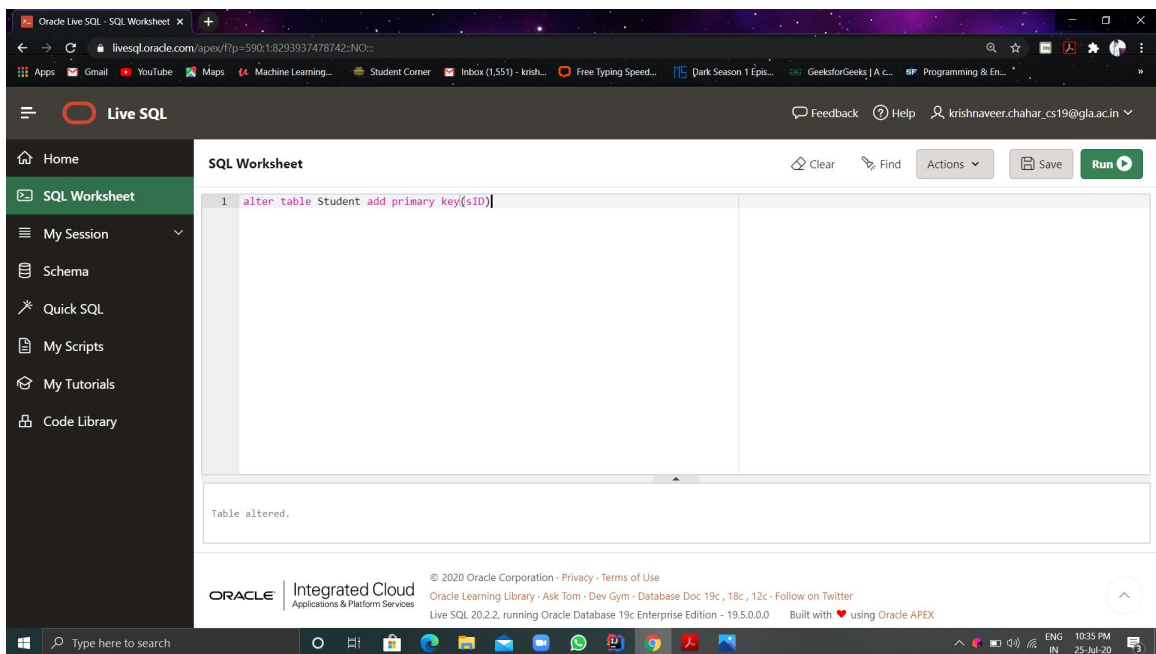 Oracle Live SQL - SQL Worksheet
livesql.oracle.com/apex/f?p=590:1:8293937478742::NO:::
Apps Gmail YouTube Maps Machine Learning... Student Corner Inbox (1,551) - krish... Free Typing Speed... Dark Season 1 Epis... GeeksforGeeks | A c... SF Programming & En... »
Live SQL Feedback Help krishnaveer.chahar_cs19@gla.ac.in
Home
SQL Worksheet
My Session
Schema
Quick SQL
My Scripts
My Tutorials
Code Library
SQL Worksheet Clear Find Actions Save Run
1 alter table Student add primary key(sID)
Table altered.
ORACLE Integrated Cloud
Applications & Platform Services
© 2020 Oracle Corporation · Privacy · Terms of Use
Oracle Learning Library · Ask Tom · Dev Gym · Database Doc 19c , 18c , 12c · Follow on Twitter
Live SQL 20.2.2, running Oracle Database 19c Enterprise Edition - 19.5.0.0.0 Built with ❤ using Oracle APEX
Type here to search
ENG
IN
10:35 PM
25-Jul-20
3